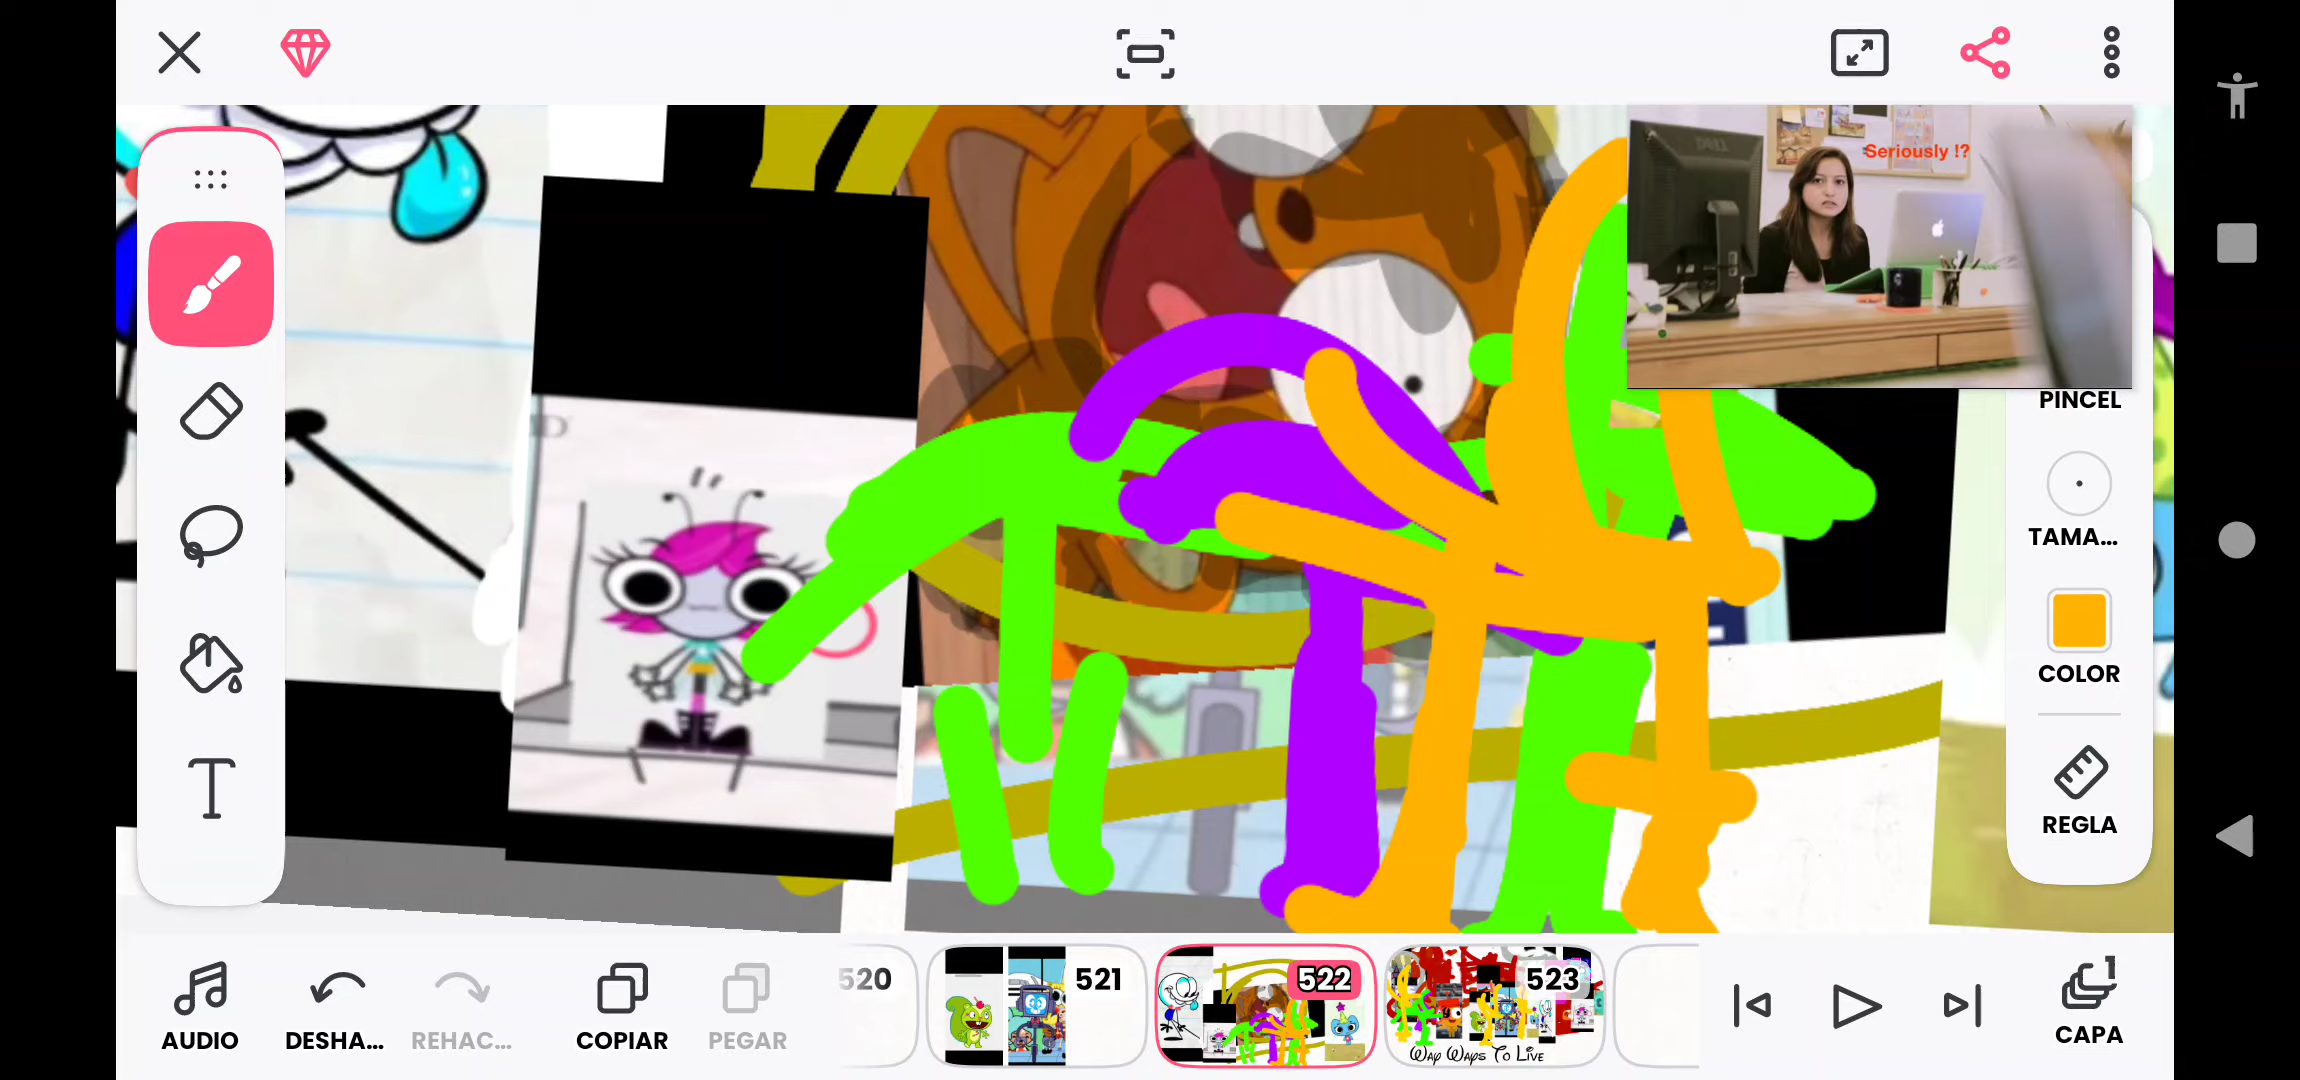 Seriously !?
DELL
D
PINCEL
TAMA...
COLOR
REGLA
520
521
522
523
Way Ways To Live
AUDIO
DESHA...
REHAC...
COPIAR
PEGAR
CAPA
1